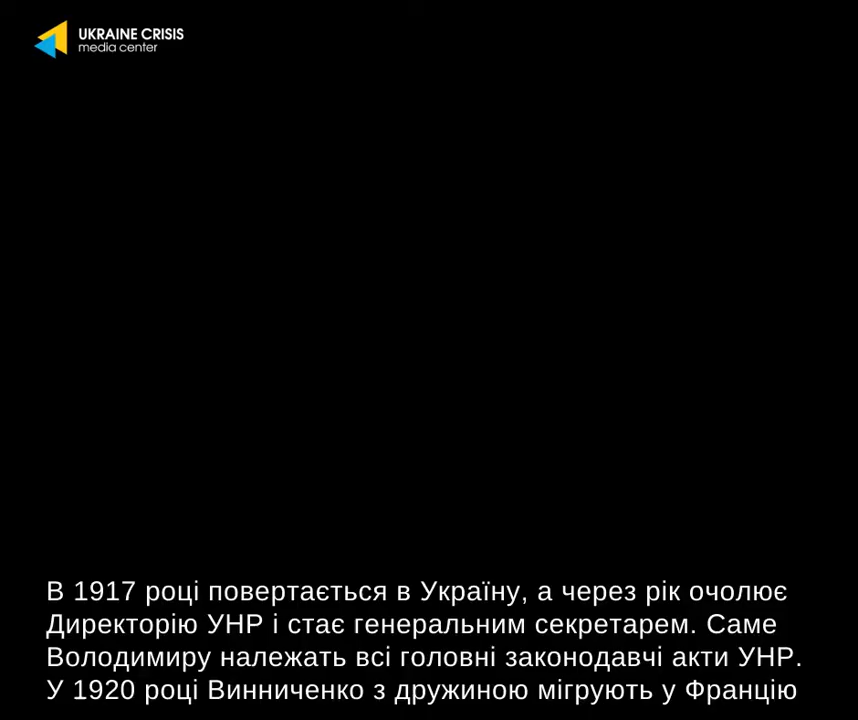 UKRAINE CRISIS
media center
В 1917 році повертається в Україну, а через рік очолює
Директорію УНР і стає генеральним секретарем. Саме
Володимиру належать всі головні законодавчі акти УНР.
У 1920 році Винниченко з дружиною мігрують у Францію